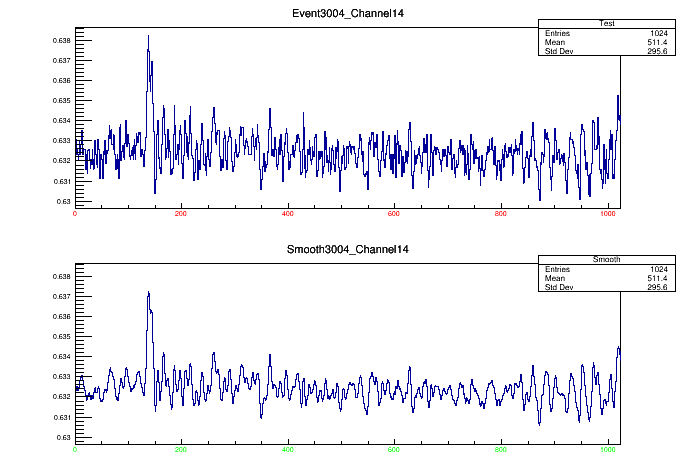 Event3004_Channel14
Test
Entries 1024
Mean 511.4
Std Dev 295.6
0.638
0.637
0.636
0.635
0.634
0.633
0.632
0.631
0.63
0 200 400 600 800 1000
Smooth3004_Channel14
Smooth
Entries 1024
Mean 511.4
Std Dev 295.6
0.638
0.637
0.636
0.635
0.634
0.633
0.632
0.631
0.63
0 200 400 600 800 1000